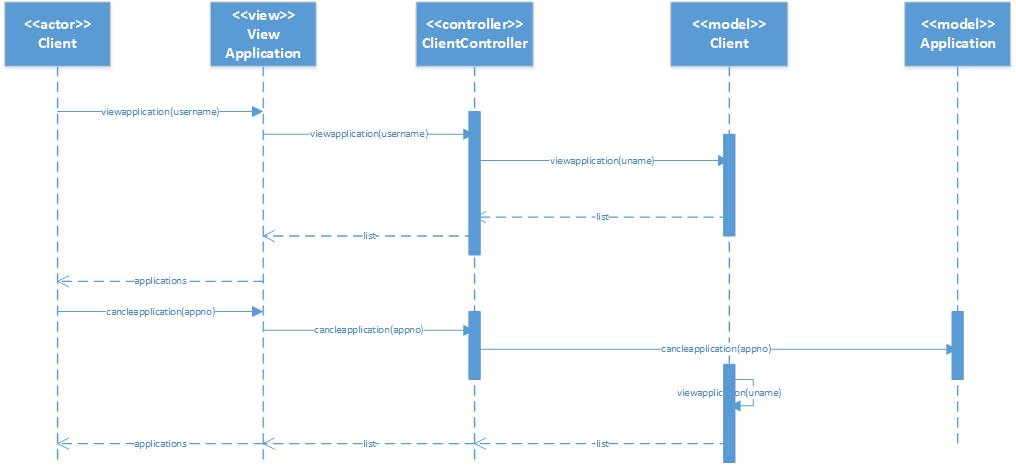 <<actor>>
Client
<<view>>
View
Application
<<controller>>
ClientController
<<model>>
Client
<<model>>
Application
viewapplication(username)
viewapplication(username)
viewapplication(uname)
list
list
applications
cancleapplication(appno)
cancleapplication(appno)
cancleapplication(appno)
viewapplication(uname)
applications
list
list